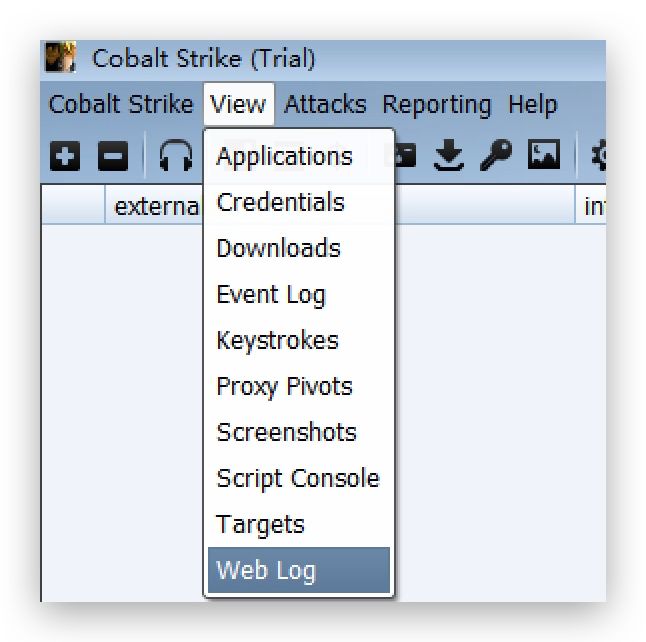 Cobalt Strike (Trial)
Cobalt Strike View Attacks Reporting Help
Applications
externa
Credentials
Downloads
Event Log
Keystrokes
Proxy Pivots
Screenshots
Script Console
Targets
Web Log